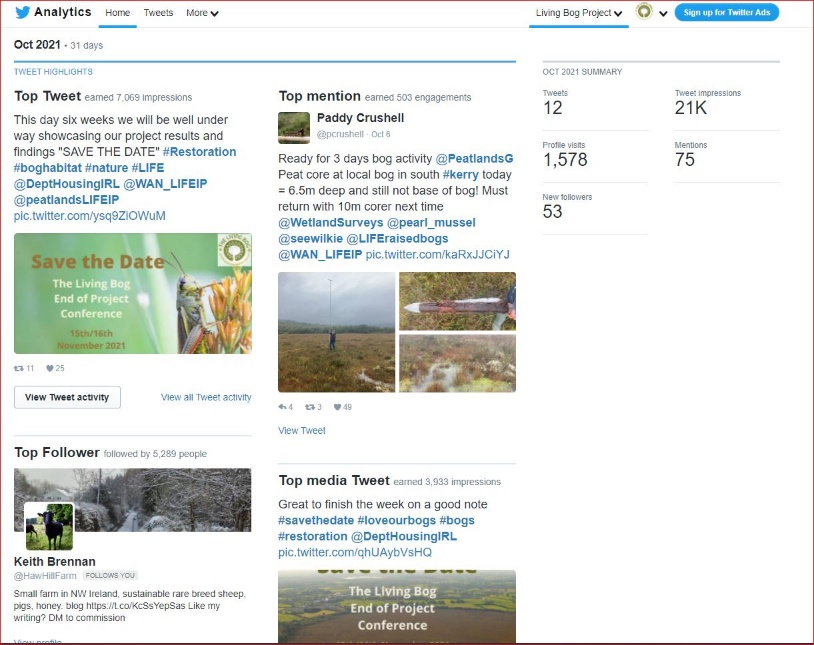 Analytics Home Tweets More Living Bog Project Sign up for Twitter Ads
Oct 2021 • 31 days
TWEET HIGHLIGHTS
Top Tweet earned 7,069 impressions
This day six weeks we will be well under
way showcasing our project results and
findings "SAVE THE DATE" #Restoration
#boghabitat #nature #LIFE
@DeptHousingIRL @WAN_LIFEIP
@peatlandsLIFEIP
pic.twitter.com/ysq9ZiOWuM
Save the Date
The Living Bog
End of Project
Conference
15th/16th
November 2021
THE LIVING BOG
11 25
View Tweet activity View all Tweet activity
Top Follower followed by 5,289 people
Keith Brennan
@HawHillFarm FOLLOWS YOU
Small farm in NW Ireland, sustainable rare breed sheep,
pigs, honey. blog https://t.co/KcSsYepSas Like my
writing? DM to commission
View profile
Top mention earned 503 engagements
Paddy Crushell
@pcrushell · Oct 6
Ready for 3 days bog activity @PeatlandsG
Peat core at local bog in south #kerry today
= 6.5m deep and still not base of bog! Must
return with 10m corer next time
@WetlandSurveys @pearl_mussel
@seewilkie @LIFEraisedbogs
@WAN_LIFEIP pic.twitter.com/kaRxJJCiYJ
4 3 49
View Tweet
Top media Tweet earned 3,933 impressions
Great to finish the week on a good note
#savethedate #loveourbogs #bogs
#restoration @DeptHousingIRL
pic.twitter.com/qhUAybVsHQ
Save the Date
The Living Bog
End of Project
Conference
OCT 2021 SUMMARY
Tweets Tweet impressions
12 21K
Profile visits Mentions
1,578 75
New followers
53